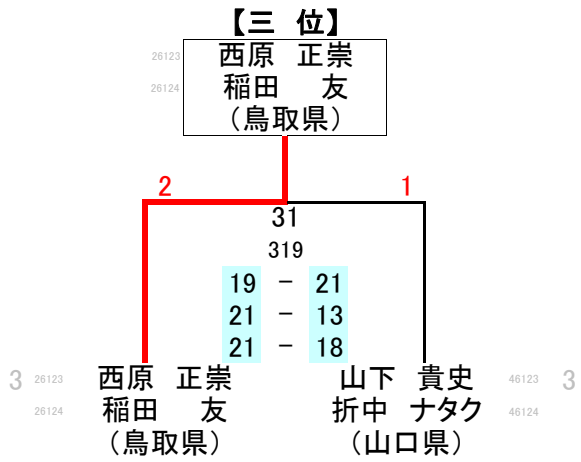 【三　位】
26123 西原　正崇
26124 稲田　友
（鳥取県）
2 1
31
319
19 － 21
21 － 13
21 － 18
3 26123 西原　正崇 山下　貴史 46123 3
26124 稲田　友 折中　ナタク 46124
（鳥取県） （山口県）